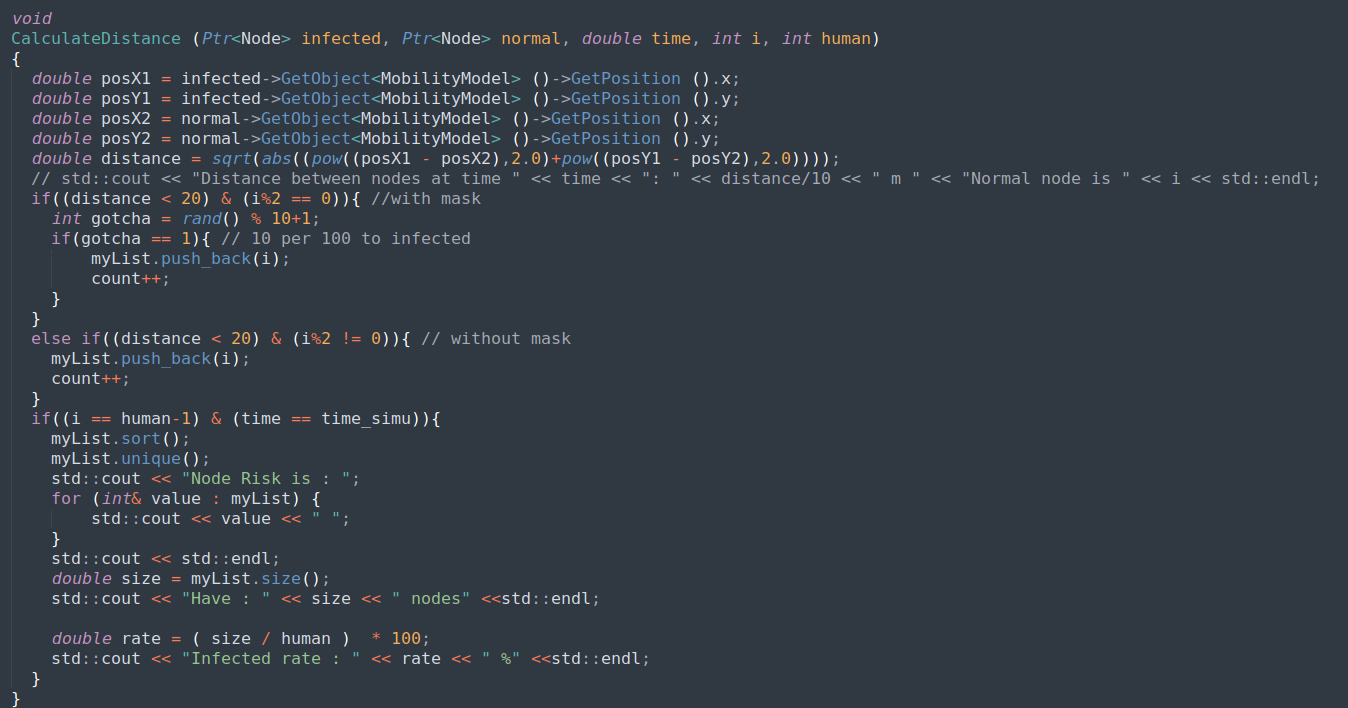 void
CalculateDistance (Ptr<Node> infected, Ptr<Node> normal, double time, int i, int human)
{
  double posX1 = infected->GetObject<MobilityModel> ()->GetPosition ().x;
  double posY1 = infected->GetObject<MobilityModel> ()->GetPosition ().y;
  double posX2 = normal->GetObject<MobilityModel> ()->GetPosition ().x;
  double posY2 = normal->GetObject<MobilityModel> ()->GetPosition ().y;
  double distance = sqrt(abs((pow((posX1 - posX2),2.0)+pow((posY1 - posY2),2.0))));
  // std::cout << "Distance between nodes at time " << time << ": " << distance/10 << " m " << "Normal node is " << i << std::endl;
  if((distance < 20) & (i%2 == 0)){ //with mask
    int gotcha = rand() % 10+1;
    if(gotcha == 1){ // 10 per 100 to infected
        myList.push_back(i);
        count++;
    }
  }
  else if((distance < 20) & (i%2 != 0)){ // without mask
    myList.push_back(i);
    count++;
  }
  if((i == human-1) & (time == time_simu)){
    myList.sort();
    myList.unique();
    std::cout << "Node Risk is : ";
    for (int& value : myList) {
        std::cout << value << " ";
    }
    std::cout << std::endl;
    double size = myList.size();
    std::cout << "Have : " << size << " nodes" <<std::endl;

    double rate = ( size / human )  * 100;
    std::cout << "Infected rate : " << rate << " %" <<std::endl;
  }
}